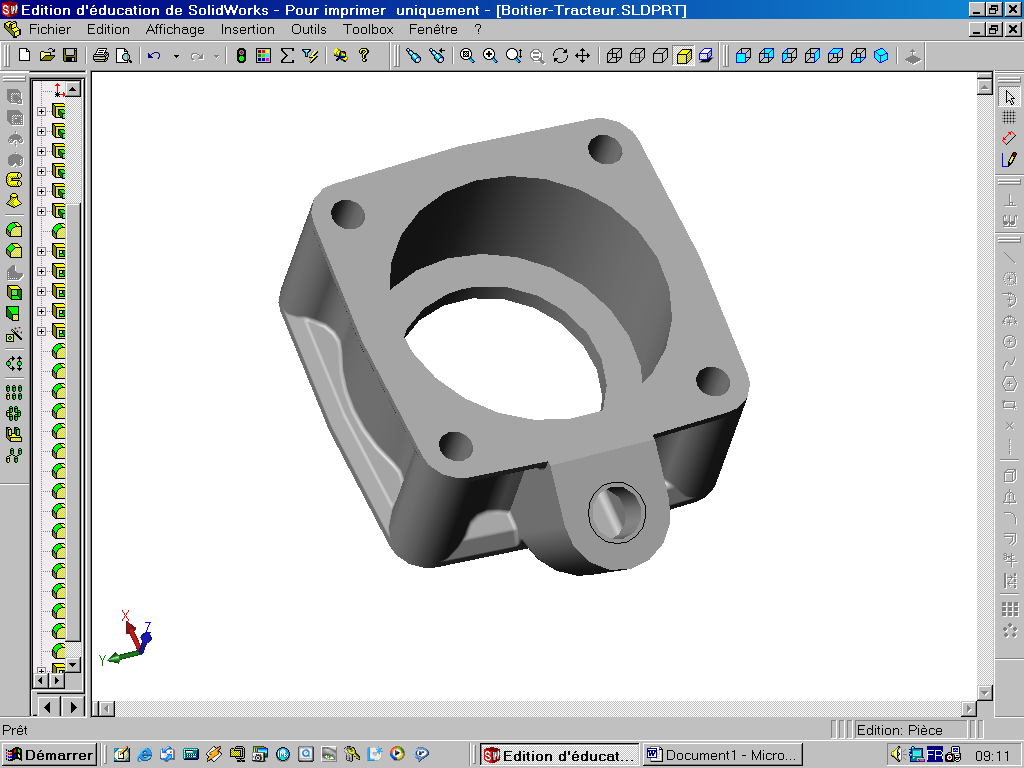 Edition d'éducation de SolidWorks - Pour imprimer uniquement - [Boitier-Tracteur.SLDPRT]
Fichier Edition Affichage Insertion Outils Toolbox Fenêtre ?
X
Z
Y
Prêt
Edition: Pièce
Démarrer
Edition d'éducat...
Document1 - Micro...
FR
09:11